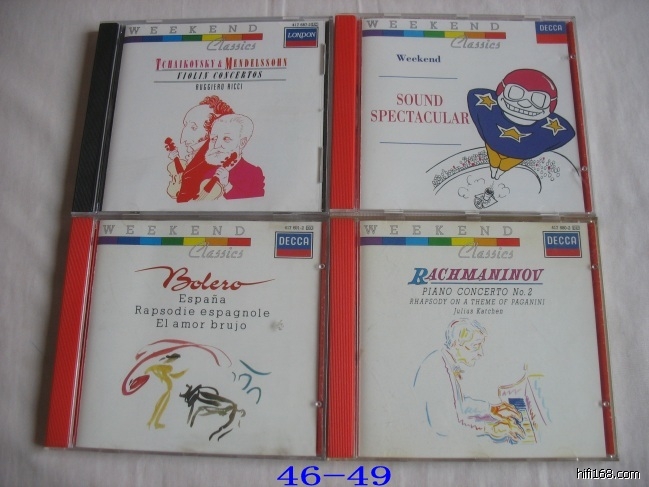 WEEKEND
Classics
LONDON
TCHAIKOVSKY & MENDELSSOHN
VIOLIN CONCERTOS
RUGGIERO RICCI
WEEKEND
Classics
DECCA
Weekend
SOUND
SPECTACULAR
WEEKEND
Classics
DECCA
Bolero
España
Rapsodie espagnole
El amor brujo
WEEKEND
Classics
DECCA
RACHMANINOV
PIANO CONCERTO No. 2
RHAPSODY ON A THEME OF PAGANINI
Julius Katchen
46-49
hifi168.com